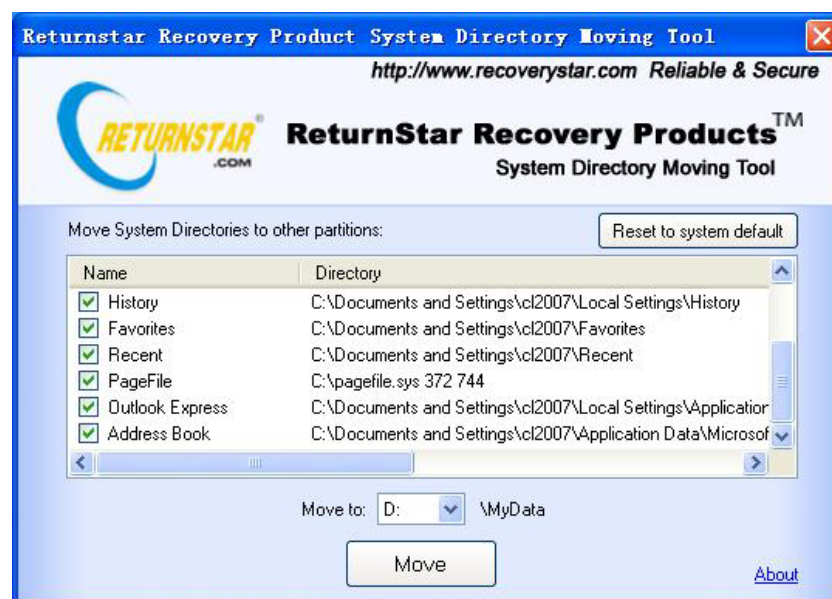 Returnstar Recovery Product System Directory Moving Tool
http://www.recoverystar.com Reliable & Secure
RETURNSTAR®
.COM
ReturnStar Recovery Products™
System Directory Moving Tool
Move System Directories to other partitions:
Reset to system default
Name Directory
History C:\Documents and Settings\cl2007\Local Settings\History
Favorites C:\Documents and Settings\cl2007\Favorites
Recent C:\Documents and Settings\cl2007\Recent
PageFile C:\pagefile.sys 372 744
Outlook Express C:\Documents and Settings\cl2007\Local Settings\Application
Address Book C:\Documents and Settings\cl2007\Application Data\Microsof
Move to: D: \MyData
Move
About